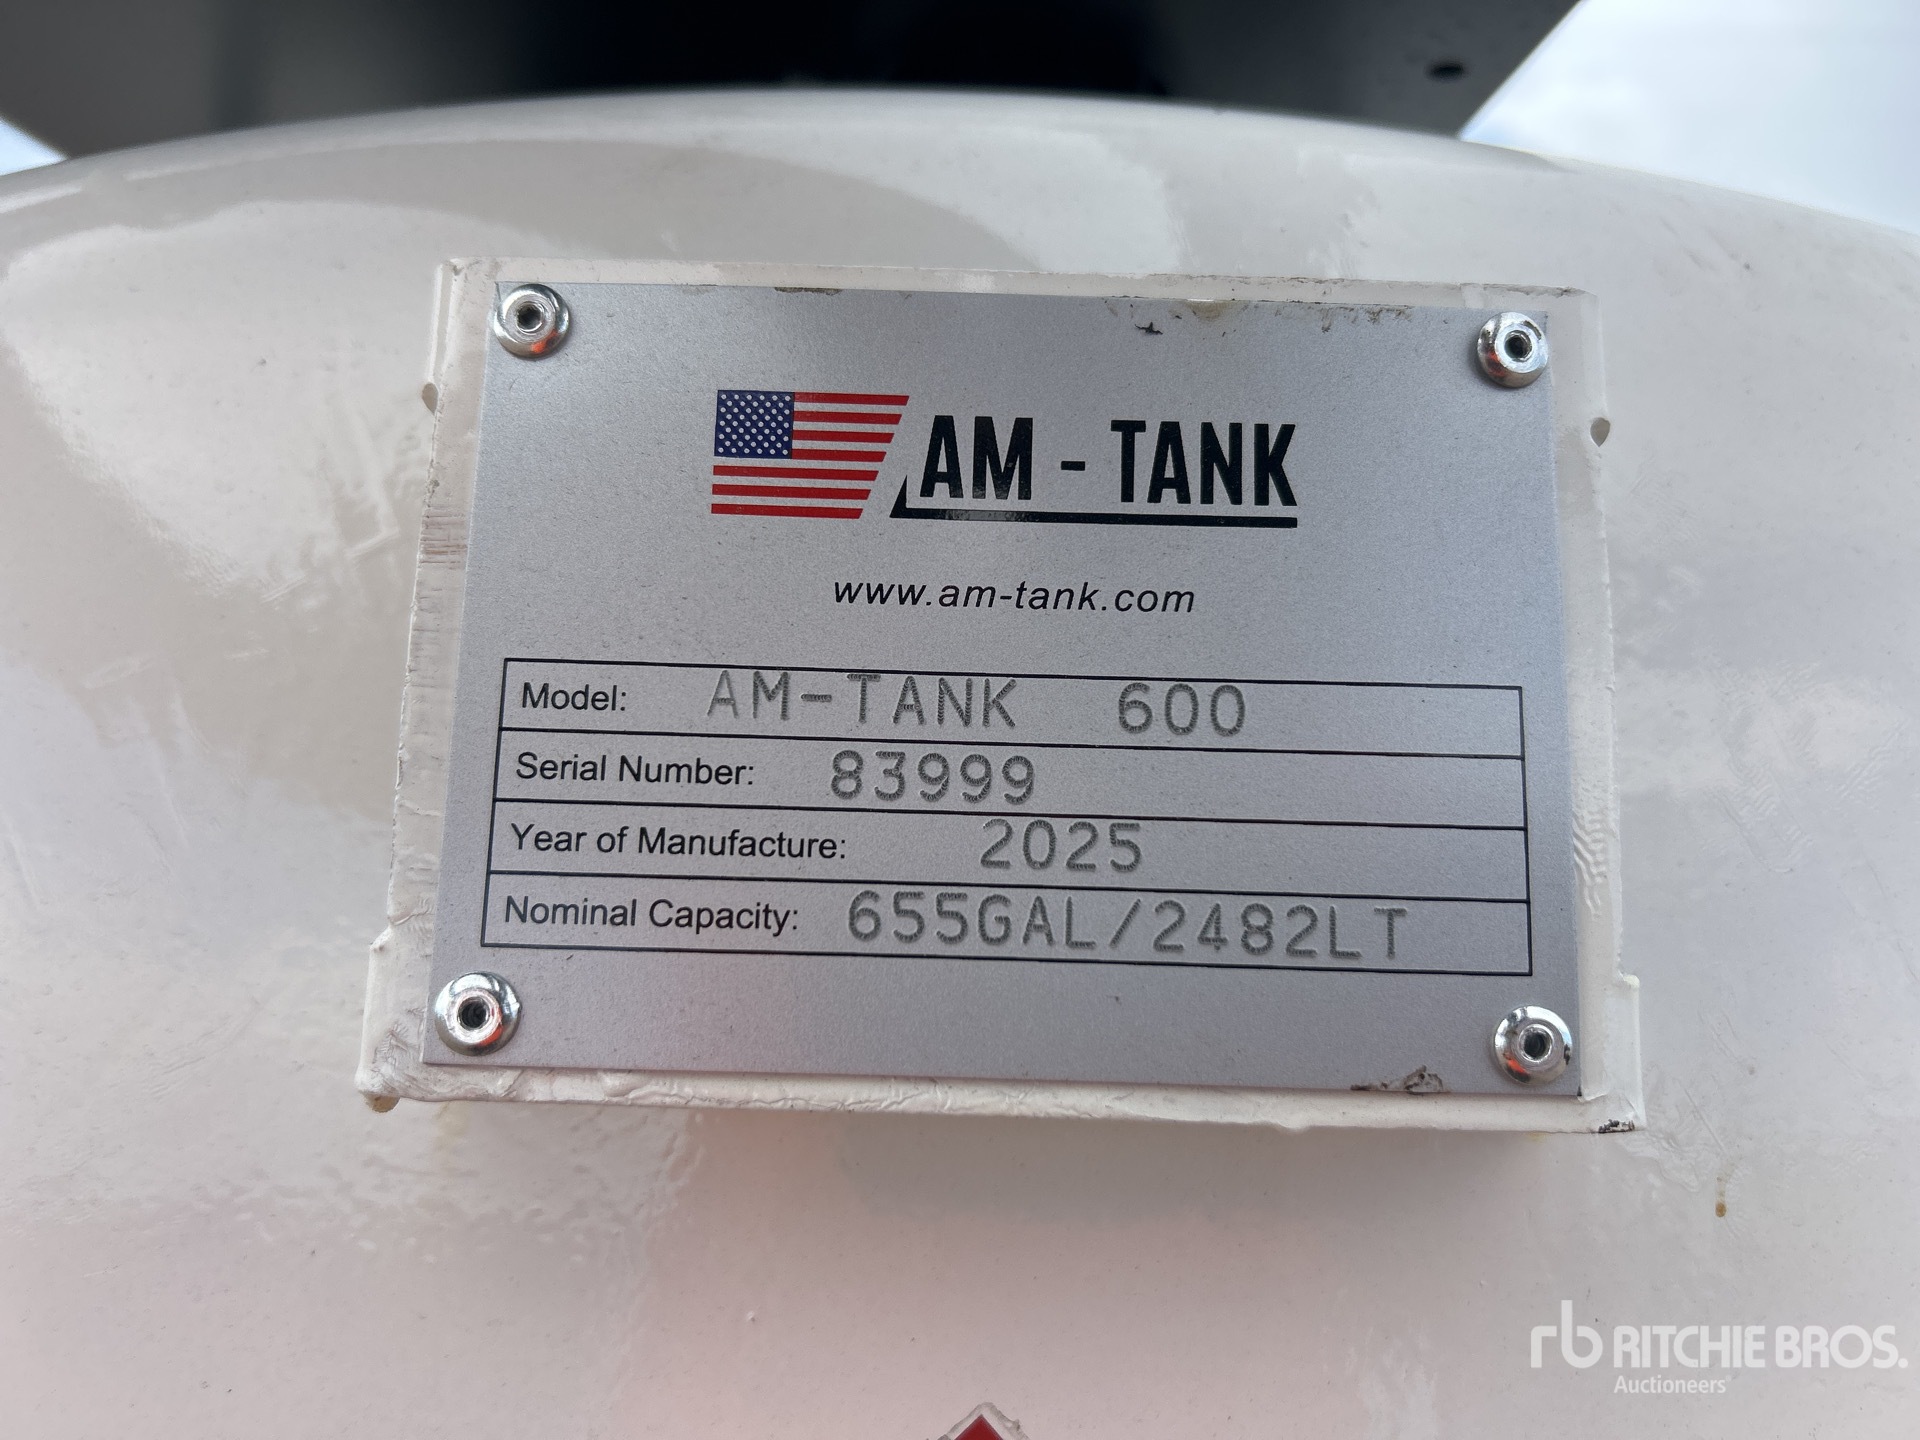 AM - TANK
www.am-tank.com
Model: AM-TANK 600
Serial Number: 83999
Year of Manufacture: 2025
Nominal Capacity: 655GAL/2482LT
rb RITCHIE BROS.
Auctioneers